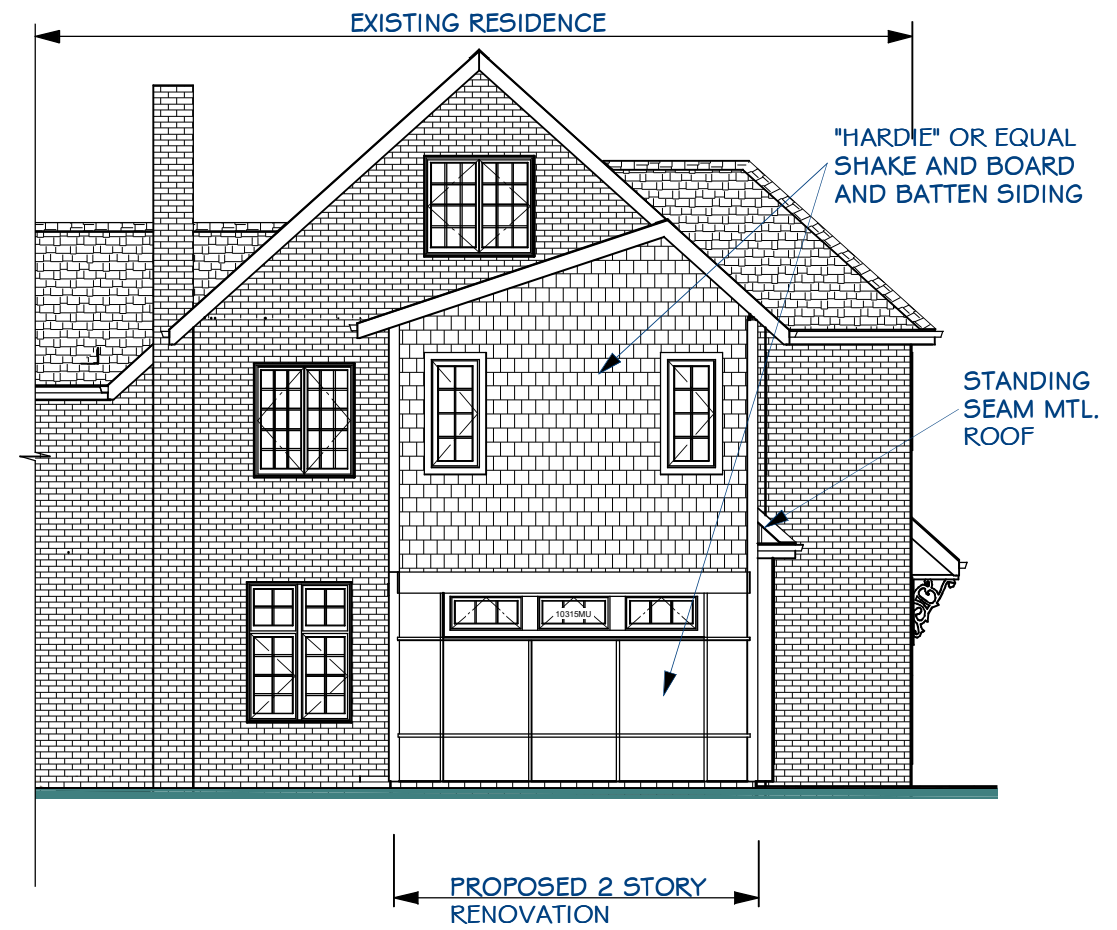 EXISTING RESIDENCE
"HARDIE" OR EQUAL
SHAKE AND BOARD
AND BATTEN SIDING
STANDING
SEAM MTL.
ROOF
10315MU
PROPOSED 2 STORY
RENOVATION